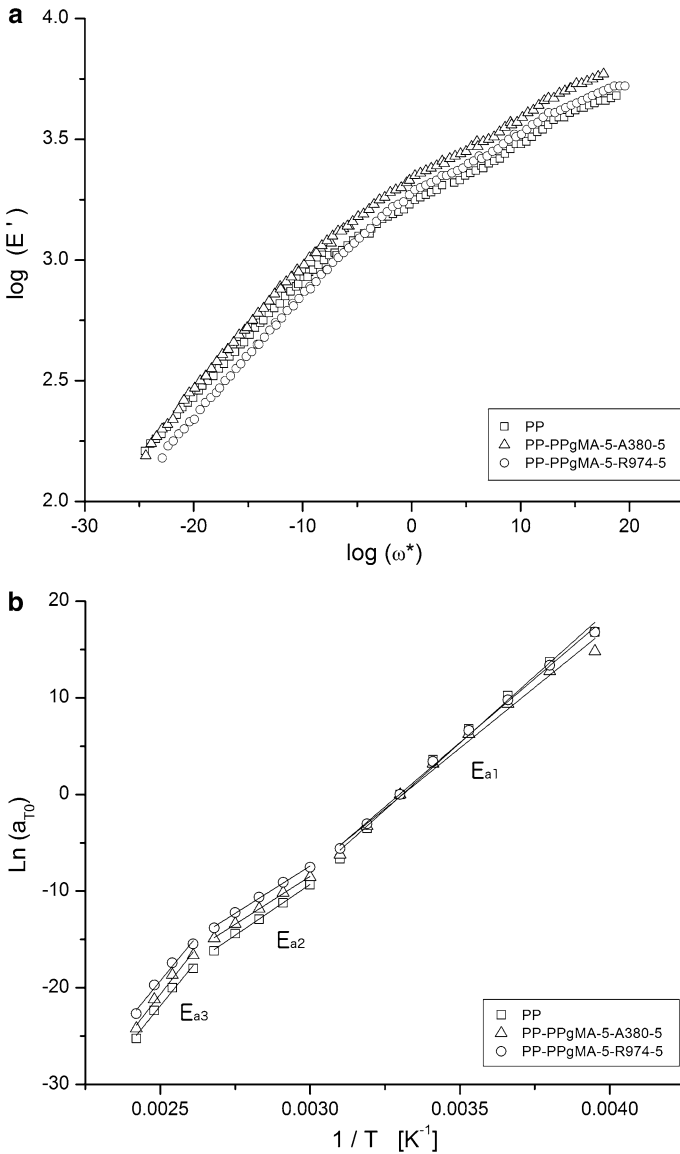 a
4.0
3.5
3.0
2.5
2.0
log (E ' )
-30 -20 -10 0 10 20
log (ω*)
PP
PP-PPgMA-5-A380-5
PP-PPgMA-5-R974-5
b
20
10
0
-10
-20
-30
Ln (aT0)
Ea1
Ea2
Ea3
PP
PP-PPgMA-5-A380-5
PP-PPgMA-5-R974-5
0.0025 0.0030 0.0035 0.0040
1 / T [K-1]